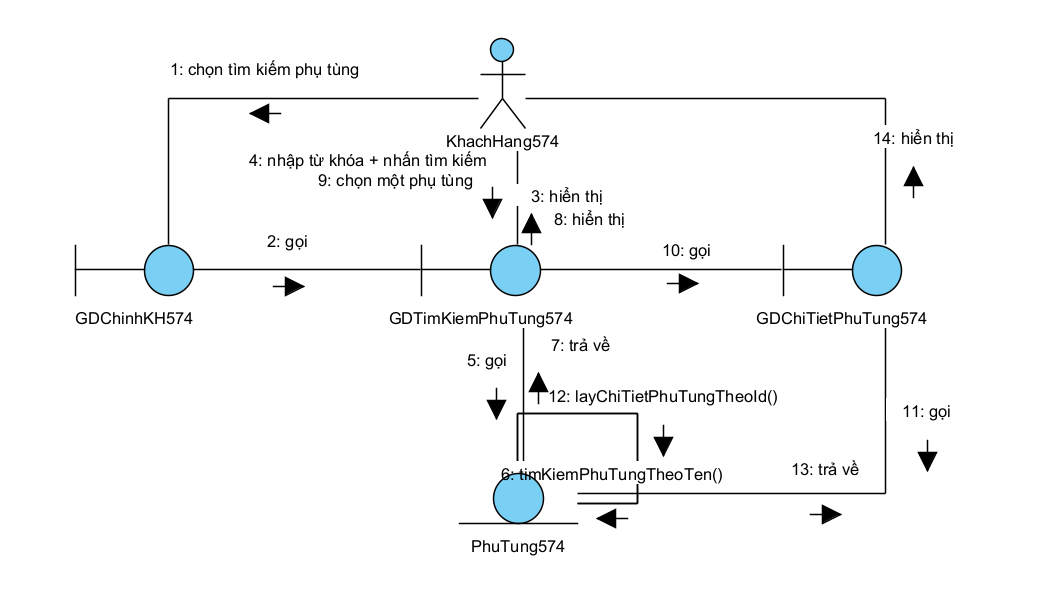 1: chọn tìm kiếm phụ tùng
KhachHang574
14: hiển thị
4: nhập từ khóa + nhấn tìm kiếm
9: chọn một phụ tùng
3: hiển thị
8: hiển thị
2: gọi
10: gọi
GDChinhKH574
GDTimKiemPhuTung574
GDChiTietPhuTung574
7: trả về
5: gọi
12: layChiTietPhuTungTheoId()
11: gọi
13: trả về
6: timKiemPhuTungTheoTen()
PhuTung574